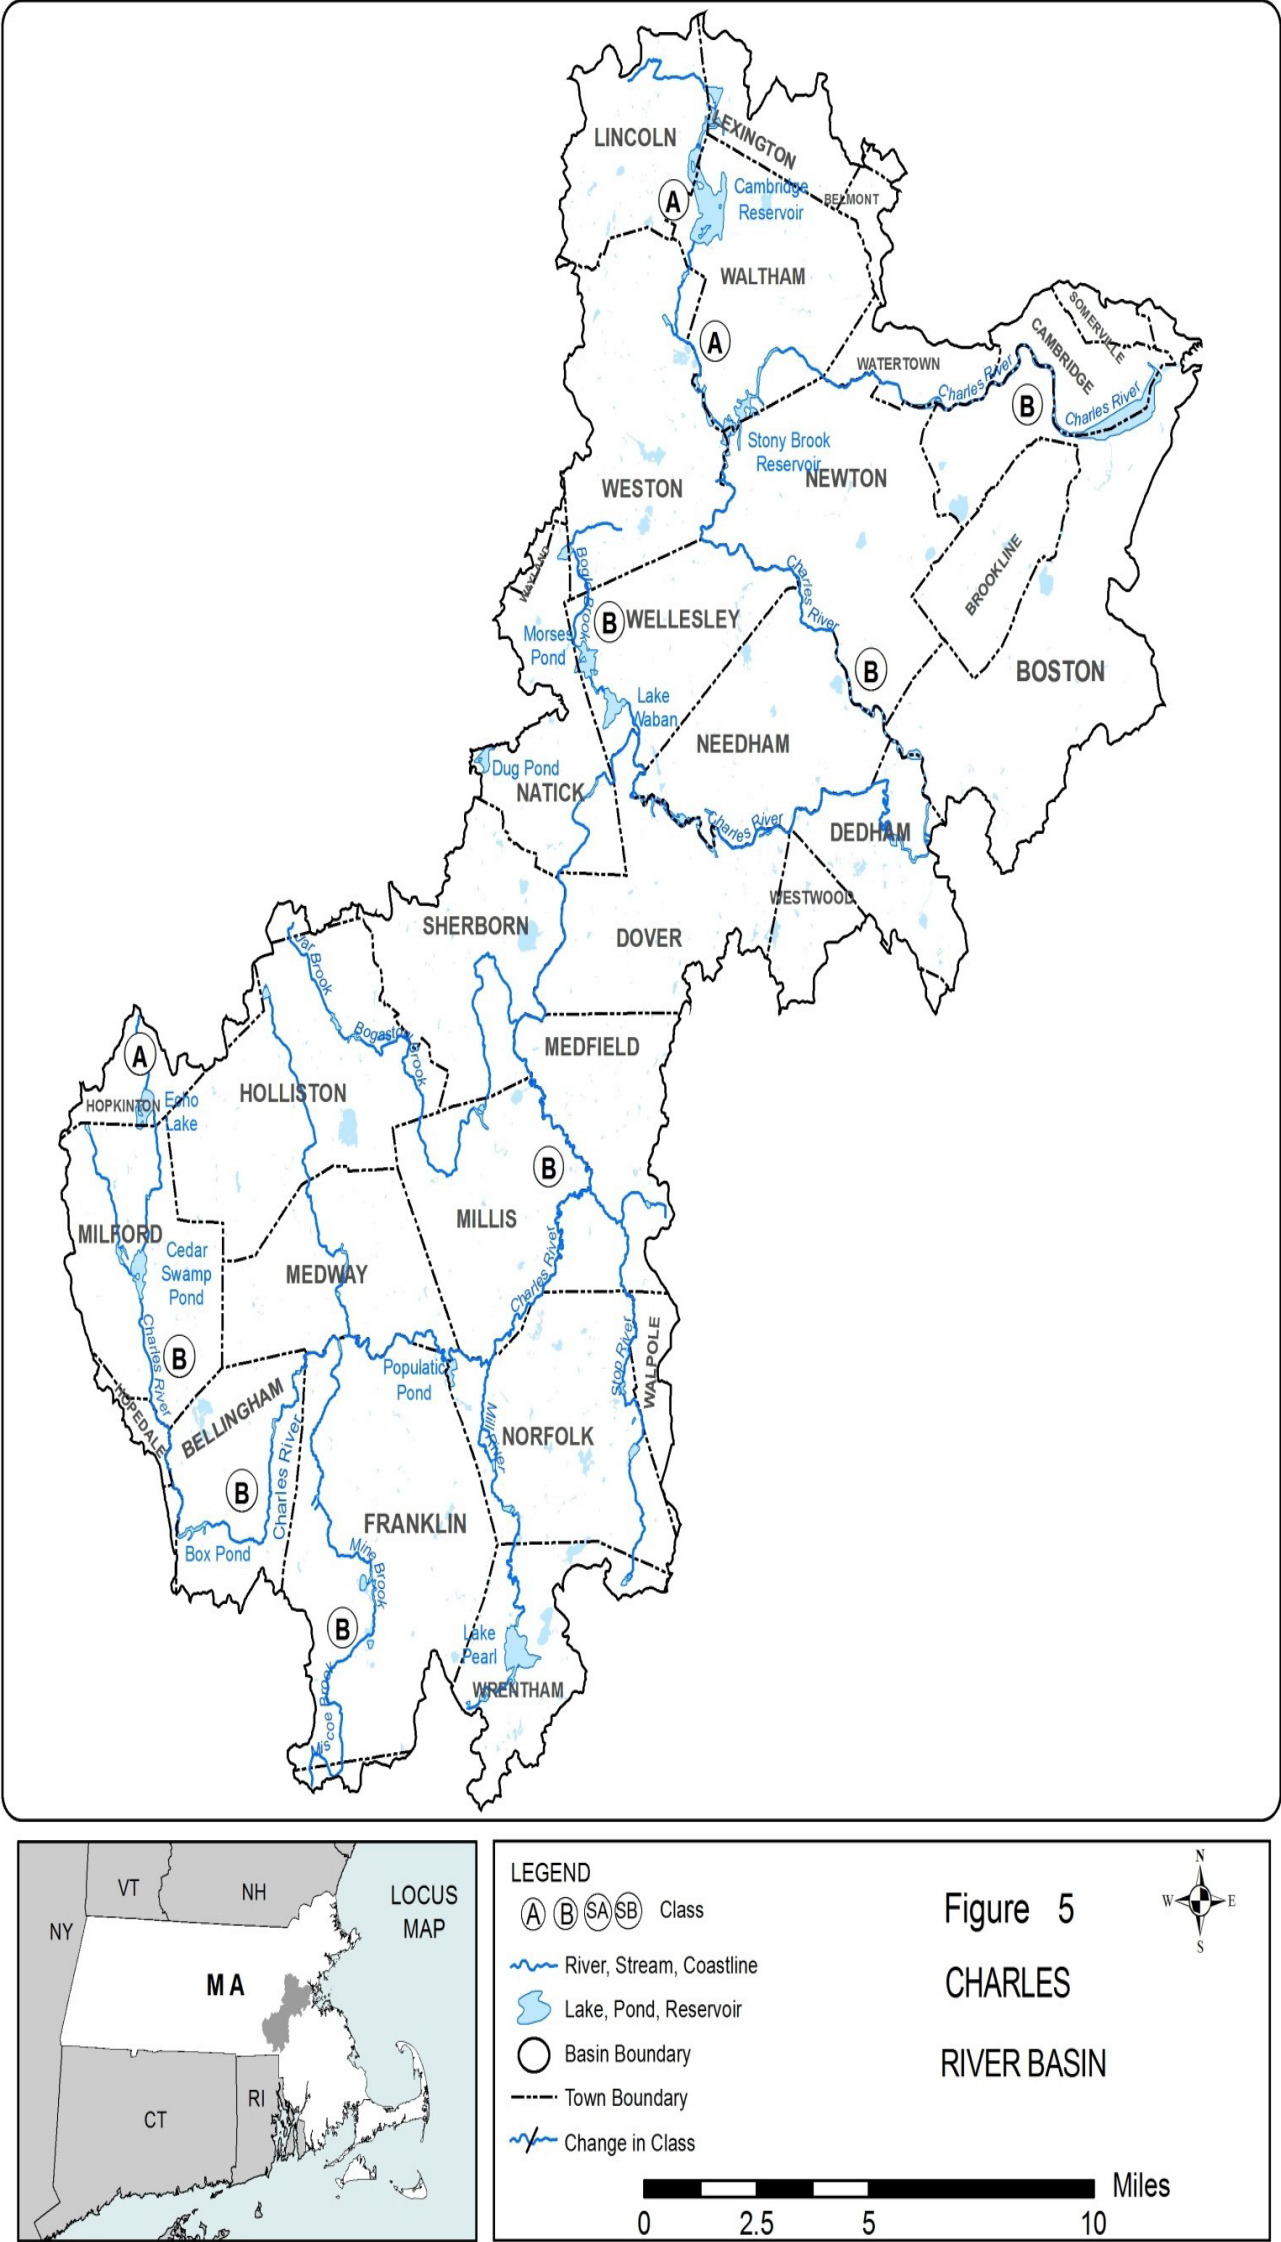 LINCOLN
LEXINGTON
Cambridge
Reservoir
BELMONT
A
WALTHAM
A
SOMERVILLE
CAMBRIDGE
WATERTOWN
Charles River
B
Charles River
Stony Brook
Reservoir
NEWTON
WESTON
WAYLAND
Bogle Brook
BROOKLINE
Charles
River
B
WELLESLEY
Morses
Pond
B
BOSTON
Lake
Waban
NEEDHAM
Dug Pond
NATICK
Charles River
DEDHAM
WESTWOOD
SHERBORN
DOVER
Jar Brook
Bogastow
Brook
MEDFIELD
A
HOPKINTON
Echo
Lake
HOLLISTON
B
MILLIS
MILFORD
Cedar
Swamp
Pond
MEDWAY
Charles River
Charles River
B
Stop River
WALPOLE
Populatic
Pond
HOPEDALE
BELLINGHAM
Charles River
Mill River
NORFOLK
B
FRANKLIN
Box Pond
Mine
Brook
B
Lake
Pearl
WRENTHAM
Miscoe Brook
LOCUS
MAP
VT
NH
NY
MA
CT
RI
LEGEND
A B SA SB Class
River, Stream, Coastline
Lake, Pond, Reservoir
Basin Boundary
Town Boundary
Change in Class
Figure 5
CHARLES
RIVER BASIN
N
W E
S
Miles
0 2.5 5 10